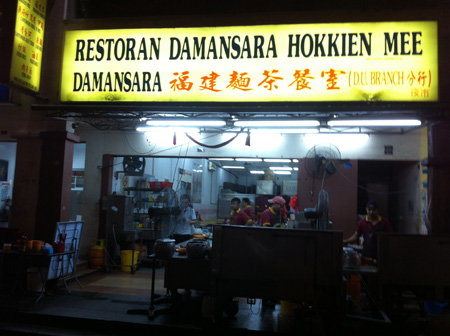 RESTORAN DAMANSARA HOKKIEN MEE
DAMANSARA 福建麵茶餐室 (D.U. BRANCH 分行)